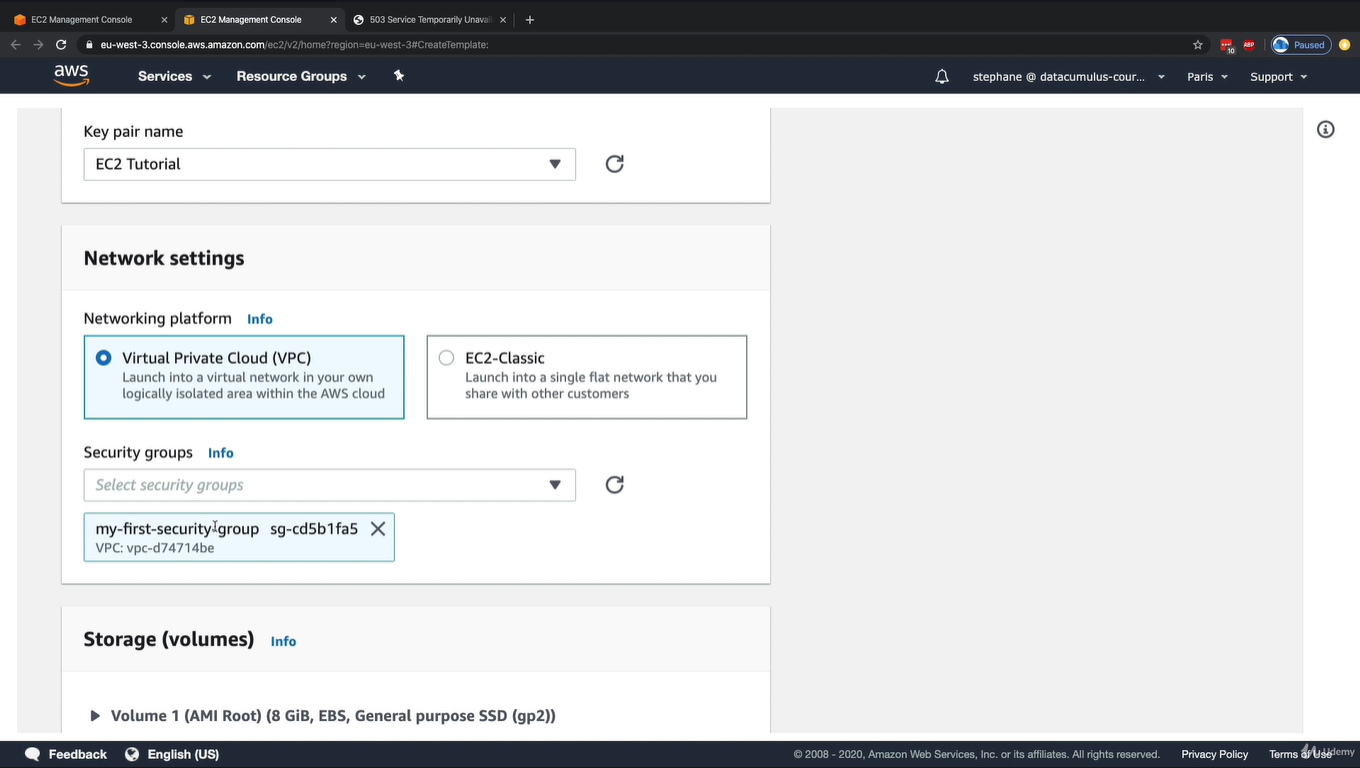 EC2 Management Console
EC2 Management Console
503 Service Temporarily Unavai
eu-west-3.console.aws.amazon.com/ec2/v2/home?region=eu-west-3#CreateTemplate:
10
ABP
Paused
aws
Services
Resource Groups
stephane @ datacumulus-cour...
Paris
Support
Key pair name
EC2 Tutorial
Network settings
Networking platform Info
Virtual Private Cloud (VPC)
Launch into a virtual network in your own
logically isolated area within the AWS cloud
EC2-Classic
Launch into a single flat network that you
share with other customers
Security groups Info
Select security groups
my-first-security-group sg-cd5b1fa5
VPC: vpc-d74714be
Storage (volumes) Info
Volume 1 (AMI Root) (8 GiB, EBS, General purpose SSD (gp2))
Feedback
English (US)
© 2008 - 2020, Amazon Web Services, Inc. or its affiliates. All rights reserved.
Privacy Policy
Terms of Use
Udemy